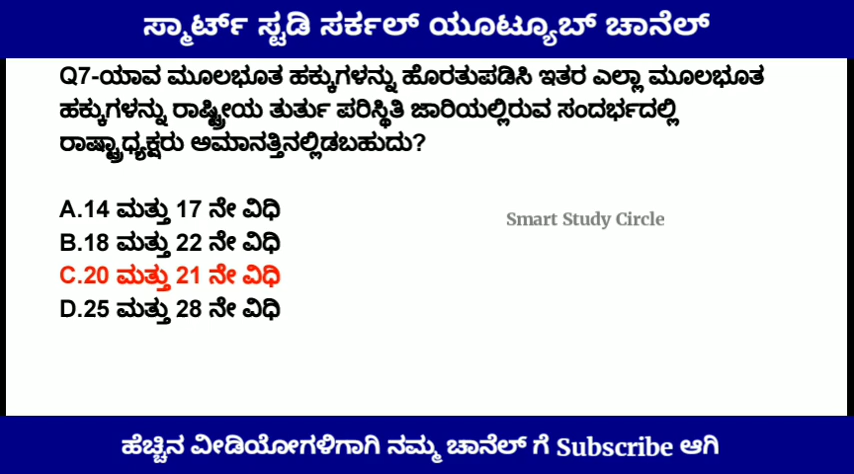 ಸ್ಮಾರ್ಟ್ ಸ್ಟಡಿ ಸರ್ಕಲ್ ಯೂಟ್ಯೂಬ್ ಚಾನೆಲ್
Q7-ಯಾವ ಮೂಲಭೂತ ಹಕ್ಕುಗಳನ್ನು ಹೊರತುಪಡಿಸಿ ಇತರ ಎಲ್ಲಾ ಮೂಲಭೂತ
ಹಕ್ಕುಗಳನ್ನು ರಾಷ್ಟ್ರೀಯ ತುರ್ತು ಪರಿಸ್ಥಿತಿ ಜಾರಿಯಲ್ಲಿರುವ ಸಂದರ್ಭದಲ್ಲಿ
ರಾಷ್ಟ್ರಾಧ್ಯಕ್ಷರು ಅಮಾನತ್ತಿನಲ್ಲಿಡಬಹುದು?
A.14 ಮತ್ತು 17 ನೇ ವಿಧಿ
Smart Study Circle
B.18 ಮತ್ತು 22 ನೇ ವಿಧಿ
C.20 ಮತ್ತು 21 ನೇ ವಿಧಿ
D.25 ಮತ್ತು 28 ನೇ ವಿಧಿ
ಹೆಚ್ಚಿನ ವೀಡಿಯೋಗಳಿಗಾಗಿ ನಮ್ಮ ಚಾನೆಲ್ ಗೆ Subscribe ಆಗಿ